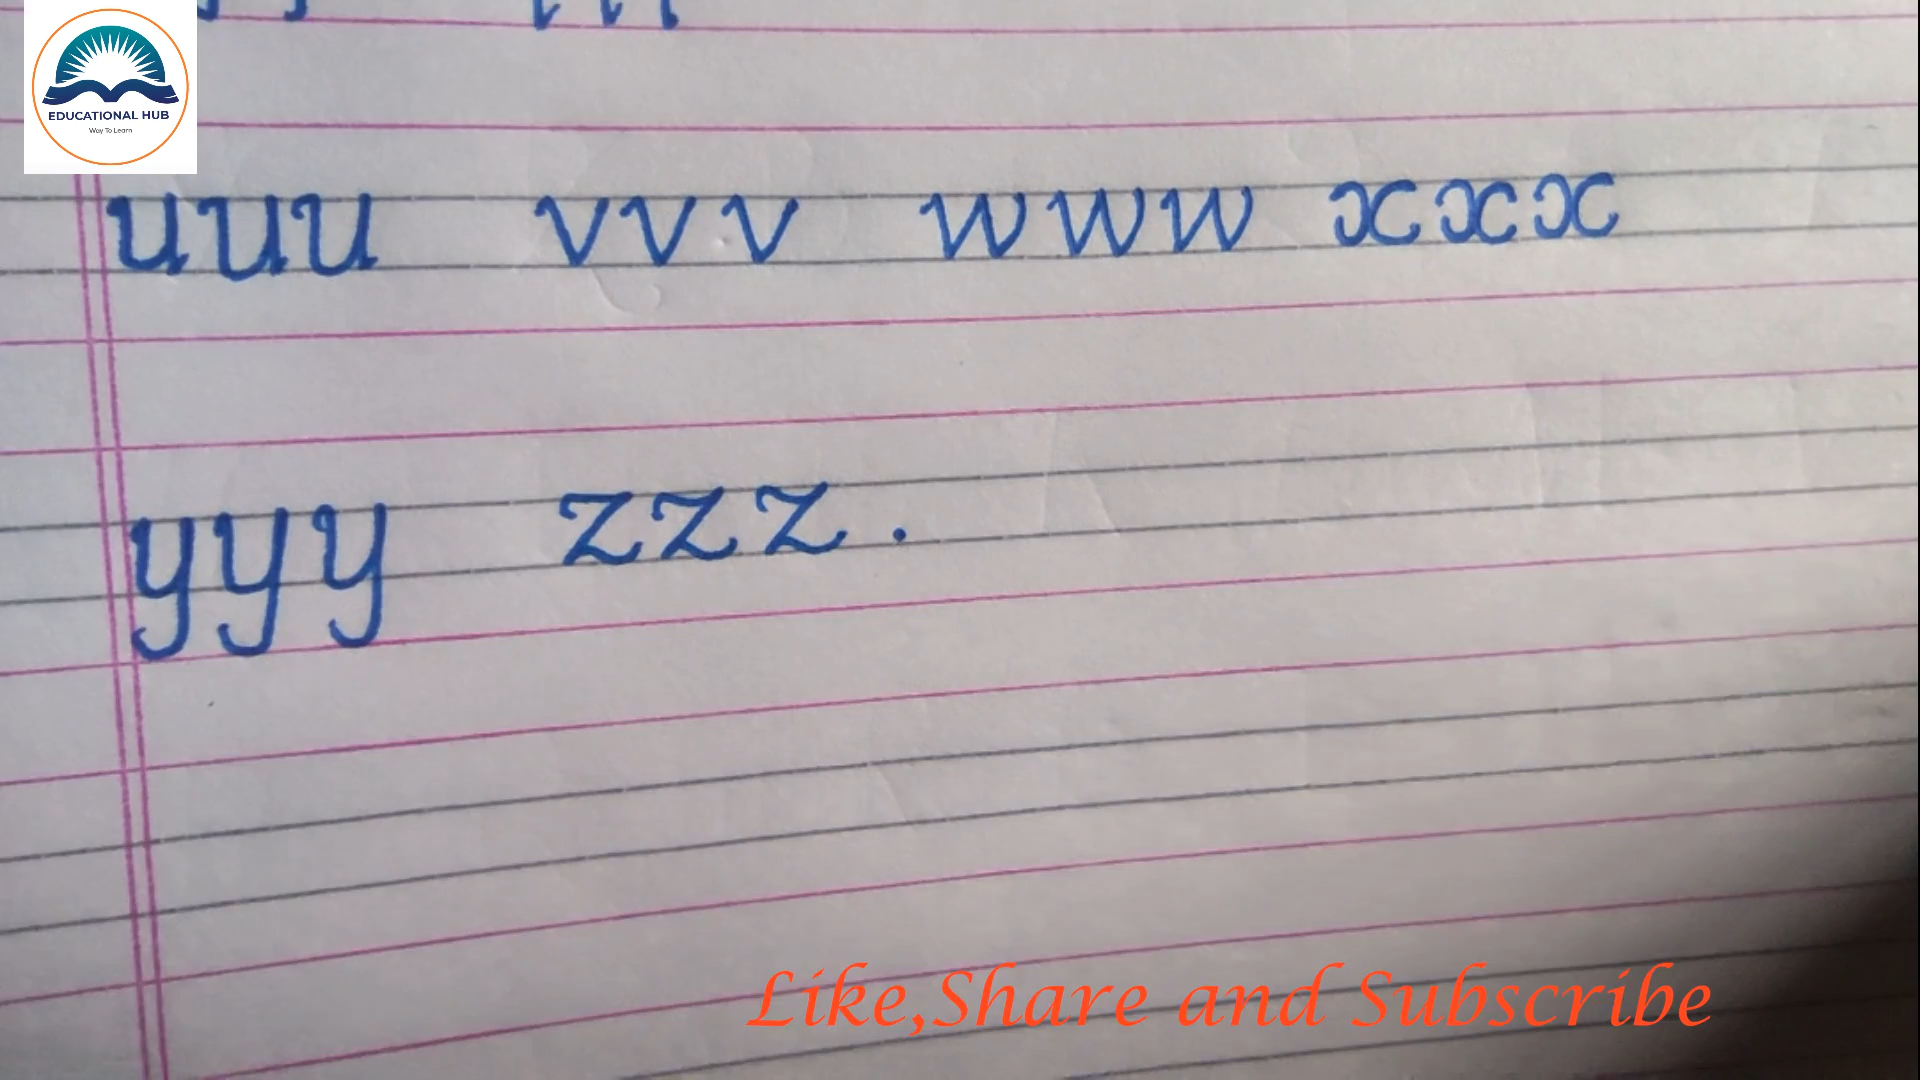 EDUCATIONAL HUB
Way To Learn
uuu vvv www xxx
yyy zzz.
Like,Share and Subscribe